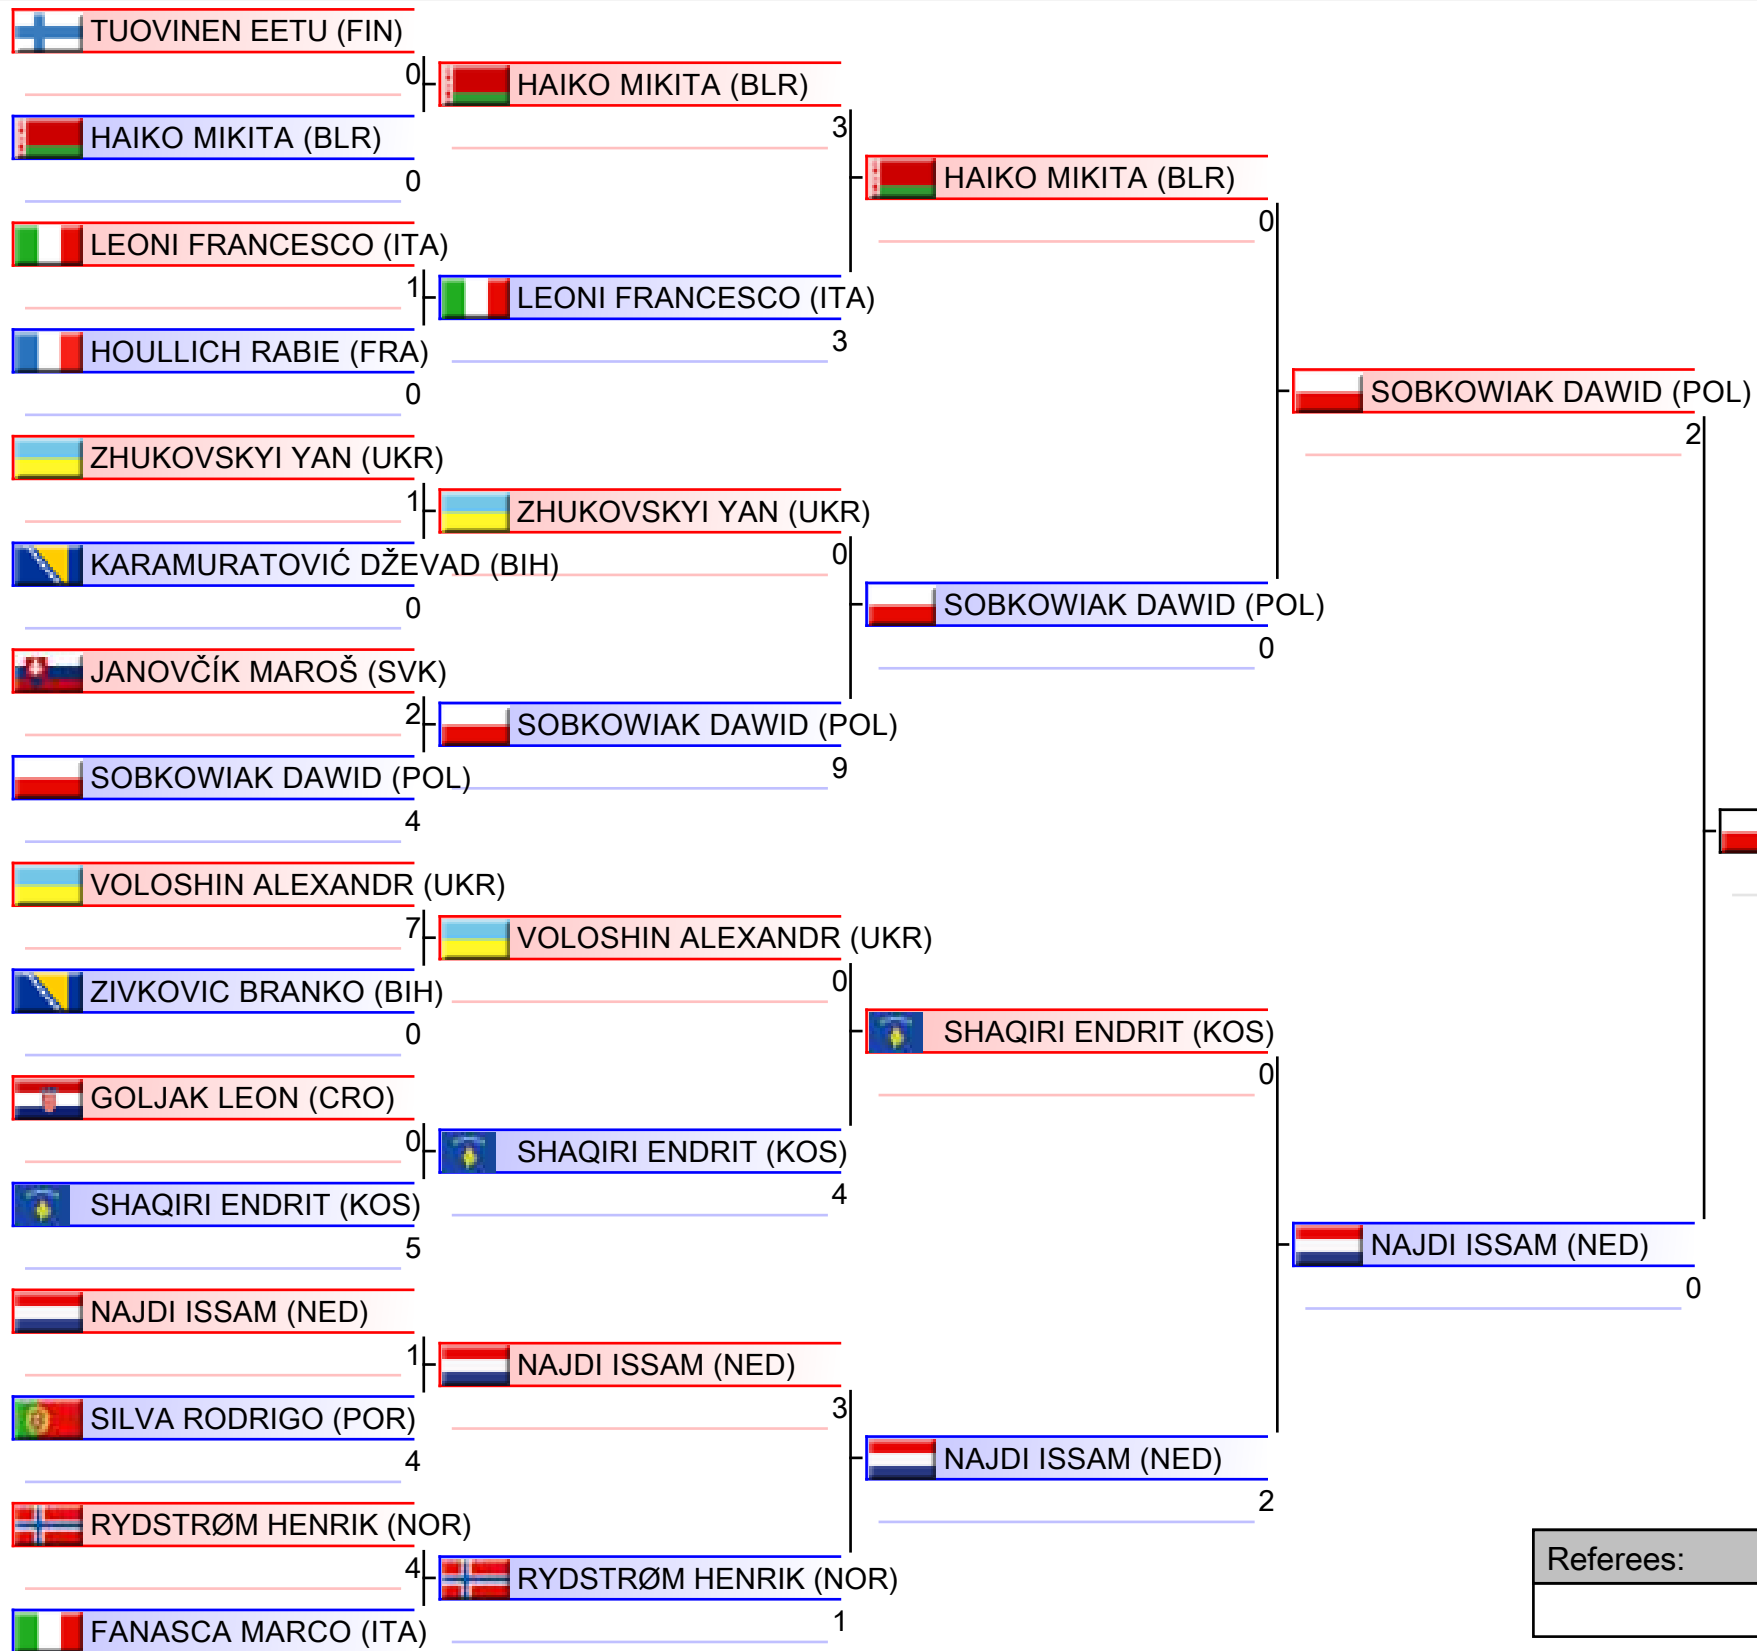 TUOVINEN EETU (FIN)
0
HAIKO MIKITA (BLR)
0
LEONI FRANCESCO (ITA)
1
HOULLICH RABIE (FRA)
0
ZHUKOVSKYI YAN (UKR)
1
KARAMURATOVIĆ DŽEVAD (BIH)
0
JANOVČÍK MAROŠ (SVK)
2
SOBKOWIAK DAWID (POL)
4
VOLOSHIN ALEXANDR (UKR)
7
ZIVKOVIC BRANKO (BIH)
0
GOLJAK LEON (CRO)
0
SHAQIRI ENDRIT (KOS)
5
NAJDI ISSAM (NED)
1
SILVA RODRIGO (POR)
4
RYDSTRØM HENRIK (NOR)
4
FANASCA MARCO (ITA)
HAIKO MIKITA (BLR)
3
LEONI FRANCESCO (ITA)
3
ZHUKOVSKYI YAN (UKR)
0
SOBKOWIAK DAWID (POL)
9
VOLOSHIN ALEXANDR (UKR)
0
SHAQIRI ENDRIT (KOS)
4
NAJDI ISSAM (NED)
3
RYDSTRØM HENRIK (NOR)
1
HAIKO MIKITA (BLR)
0
SOBKOWIAK DAWID (POL)
0
SHAQIRI ENDRIT (KOS)
0
NAJDI ISSAM (NED)
2
SOBKOWIAK DAWID (POL)
2
NAJDI ISSAM (NED)
0
Referees: